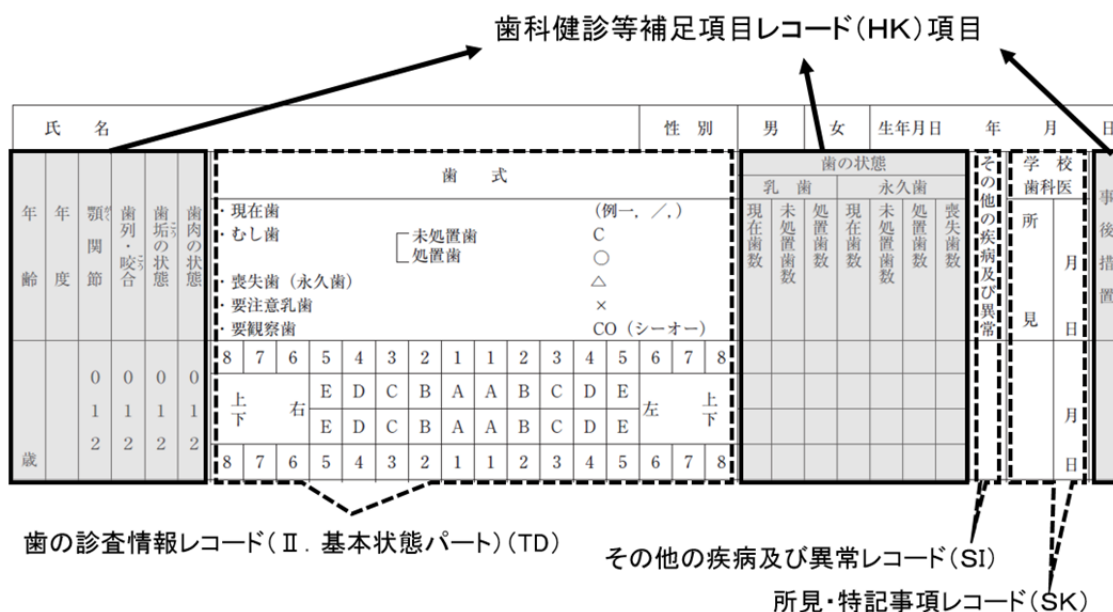 歯科健診等補足項目レコード(HK)項目
氏 名 性 別 男 女 生年月日 年 月 日
年齢
年度
顎関節
歯列・咬合
歯垢の状態
歯肉の状態
歯 式
・現在歯 (例一, ／,)
・むし歯 未処置歯 C
処置歯 ○
・喪失歯（永久歯） △
・要注意乳歯 ×
・要観察歯 CO（シーオー）
歯の状態
乳 歯 永久歯
現在歯数
未処置歯数
処置歯数
現在歯数
未処置歯数
処置歯数
喪失歯数
その他の疾病及び異常
学 校
歯科医
所見
月
日
事後措置
8 7 6 5 4 3 2 1 1 2 3 4 5 6 7 8
上 右 E D C B A A B C D E 左 上
下 E D C B A A B C D E 下
8 7 6 5 4 3 2 1 1 2 3 4 5 6 7 8
歳
0 0 0 0
1 1 1 1
2 2 2 2
月
日
歯の診査情報レコード(Ⅱ．基本状態パート)(TD)
その他の疾病及び異常レコード(SI)
所見・特記事項レコード(SK)